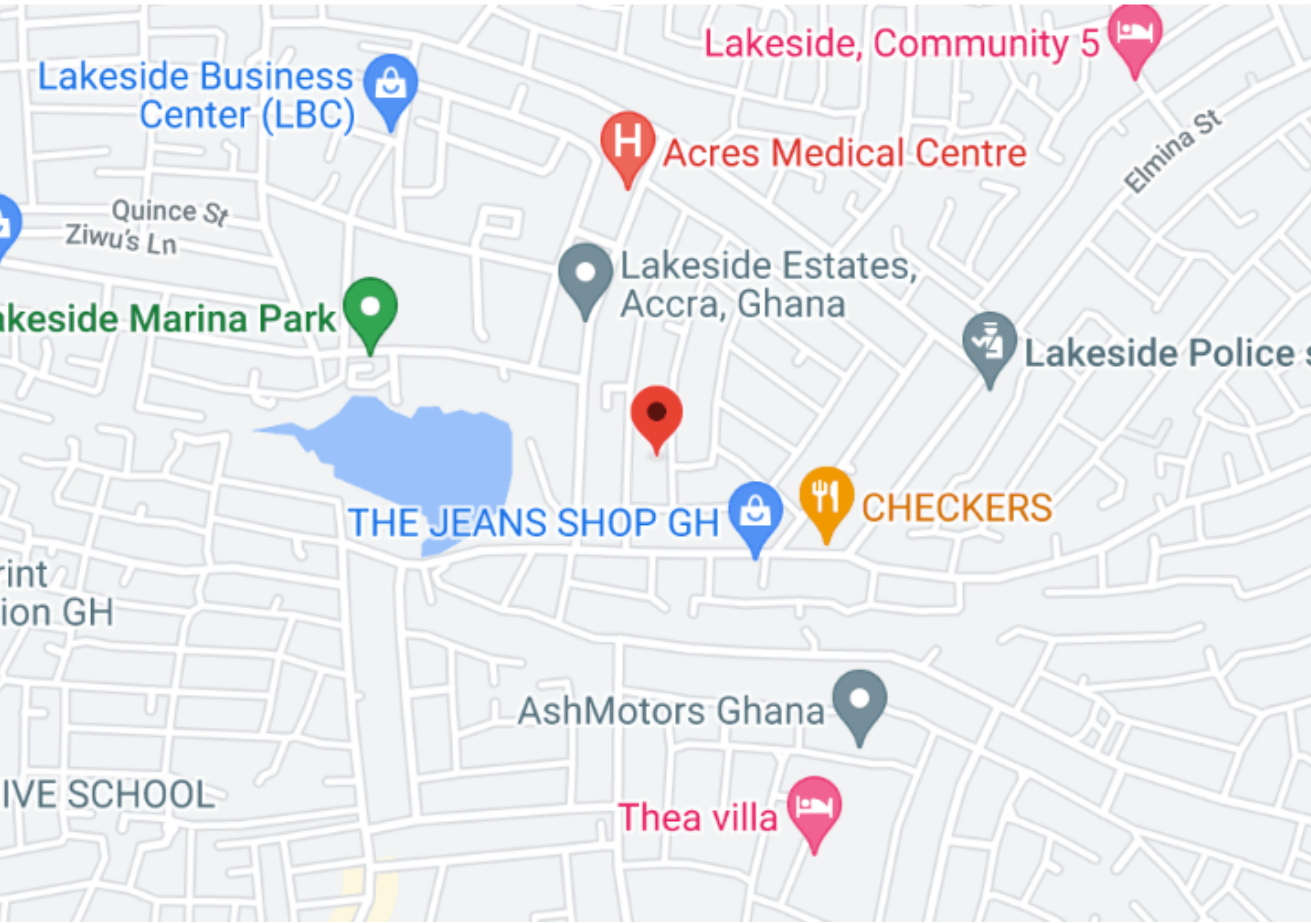 Lakeside, Community 5
Lakeside Business
Center (LBC)
Elmina St
H
Acres Medical Centre
Quince St
Ziwu's Ln
Lakeside Estates,
Accra, Ghana
akeside Marina Park
Lakeside Police s
CHECKERS
THE JEANS SHOP GH
rint
ion GH
AshMotors Ghana
IVE SCHOOL
Thea villa